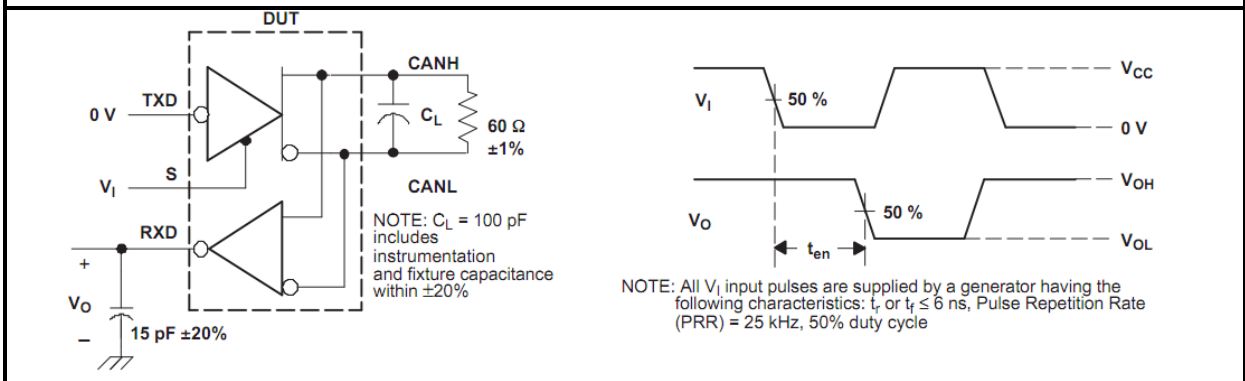 DUT
CANH
TXD
0 V
CL
60 Ω
±1%
S
VI
CANL
RXD
NOTE: CL = 100 pF
includes
instrumentation
and fixture capacitance
within ±20%
+
VO
15 pF ±20%
–
VCC
VI
50 %
0 V
VOH
VO
50 %
VOL
ten
NOTE: All VI input pulses are supplied by a generator having the
following characteristics: tr or tf ≤ 6 ns, Pulse Repetition Rate
(PRR) = 25 kHz, 50% duty cycle